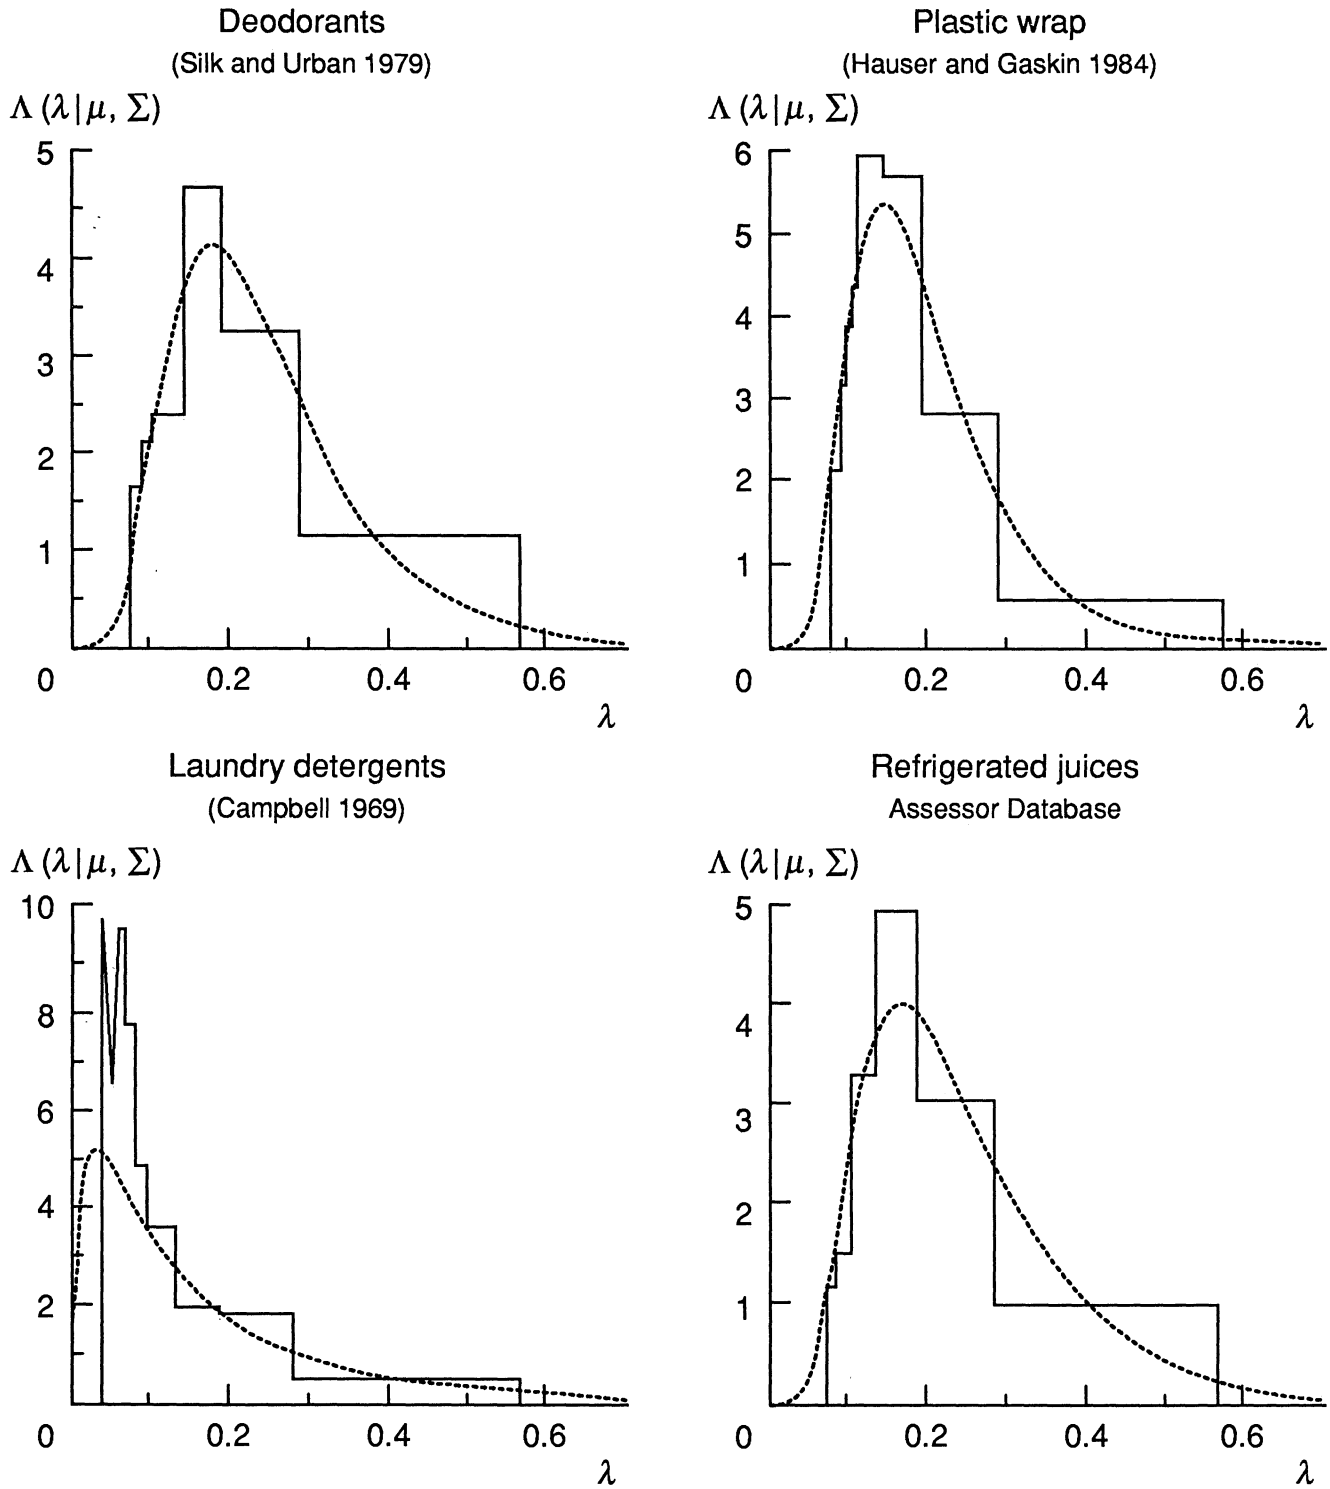 Deodorants
(Silk and Urban 1979)
Λ (λ|μ, Σ)
5
4
3
2
1
0
0.2
0.4
0.6
λ
Plastic wrap
(Hauser and Gaskin 1984)
Λ (λ|μ, Σ)
6
5
4
3
2
1
0
0.2
0.4
0.6
λ
Laundry detergents
(Campbell 1969)
Λ (λ|μ, Σ)
10
8
6
4
2
0
0.2
0.4
0.6
λ
Refrigerated juices
Assessor Database
Λ (λ|μ, Σ)
5
4
3
2
1
0
0.2
0.4
0.6
λ